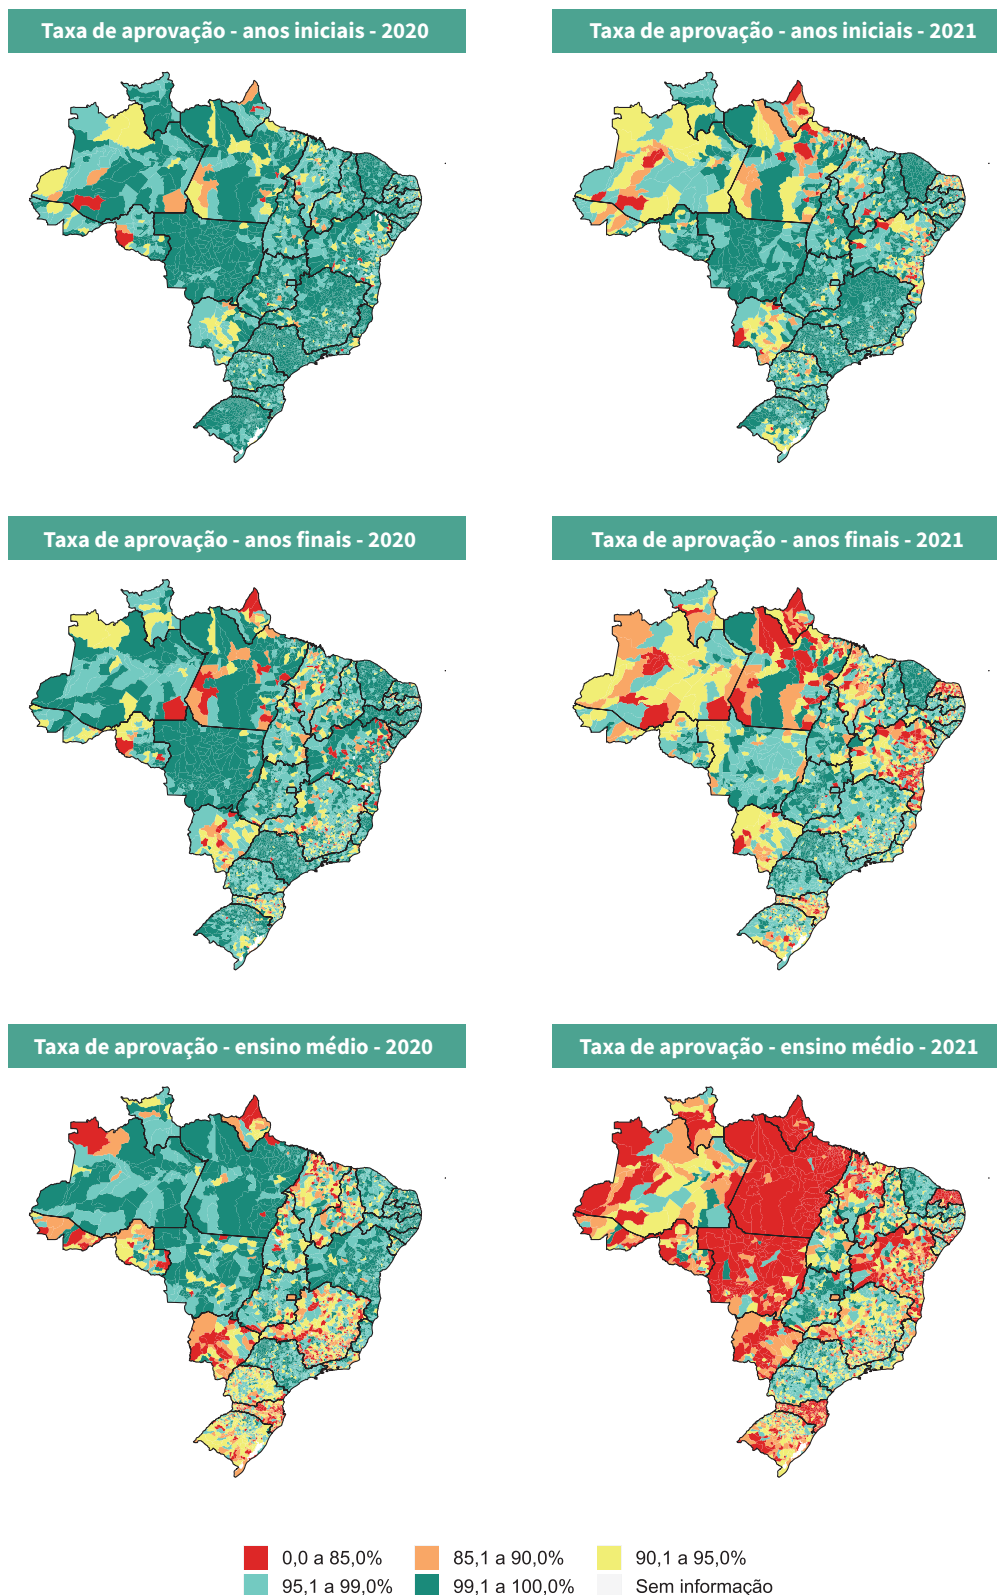 Taxa de aprovação - anos iniciais - 2020
Taxa de aprovação - anos iniciais - 2021
Taxa de aprovação - anos finais - 2020
Taxa de aprovação - anos finais - 2021
Taxa de aprovação - ensino médio - 2020
Taxa de aprovação - ensino médio - 2021
0,0 a 85,0%
85,1 a 90,0%
90,1 a 95,0%
95,1 a 99,0%
99,1 a 100,0%
Sem informação